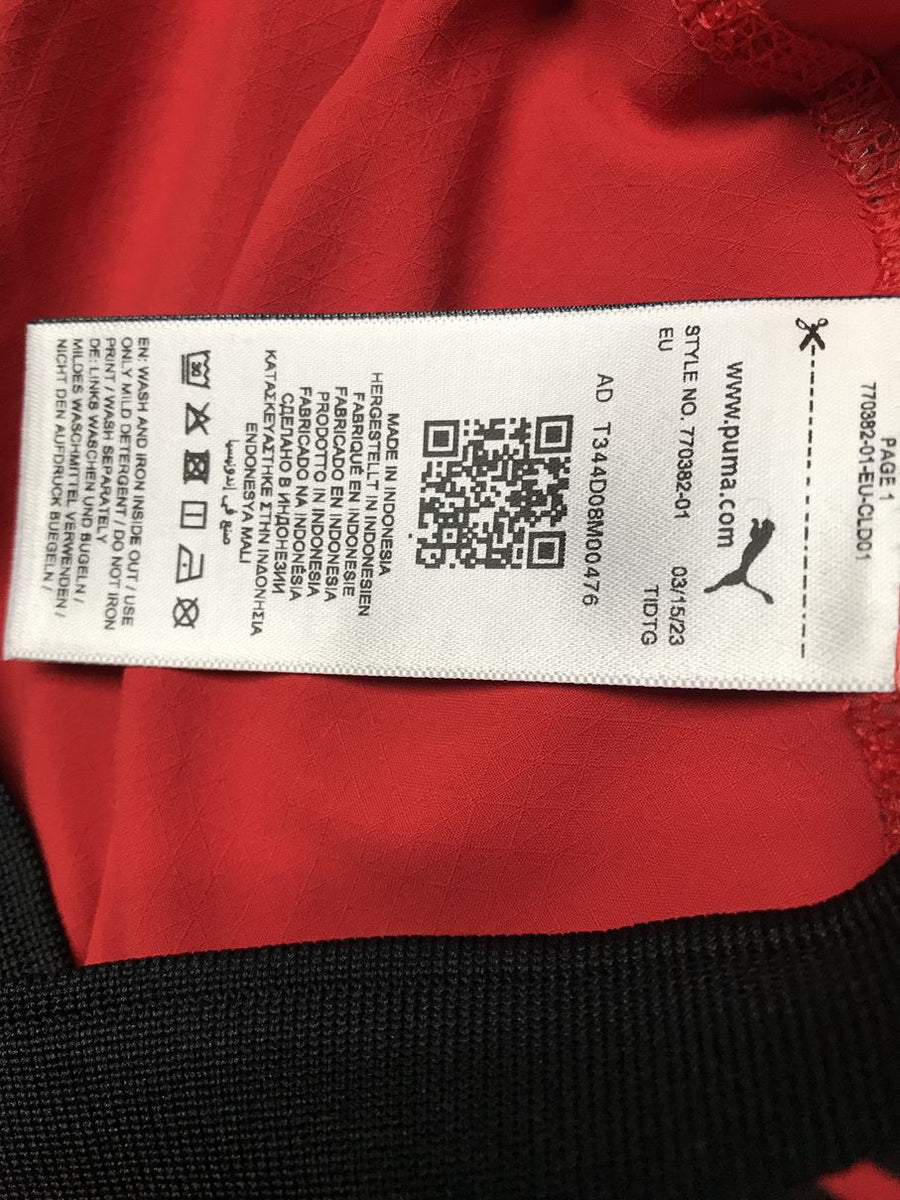 PAGE 1
770382-01-EU-CLD01
www.puma.com
STYLE NO. 770382-01 03/15/23
EU TIDTG
AD T344D08M00476
MADE IN INDONESIA
HERGESTELLT IN INDONESIEN
FABRIQUÉ EN INDONESIE
FABRICADO EN INDONESIA
PRODOTTO IN INDONESIA
FABRICADO NA INDONÉSIA
СДЕЛАНО В ИНДОНЕЗИИ
ΚΑΤΑΣΚΕΥΑΣΤΗΚΕ ΣΤΗΝ ΙΝΔΟΝΗΣΙΑ
ENDONESYA MALI
صنع في إندونيسيا
30
EN: WASH AND IRON INSIDE OUT / USE
ONLY MILD DETERGENT / DO NOT IRON
PRINT / WASH SEPARATELY
DE: LINKS WASCHEN UND BÜGELN /
MILDES WASCHMITTEL VERWENDEN /
NICHT DEN AUFDRUCK BUEGELN /